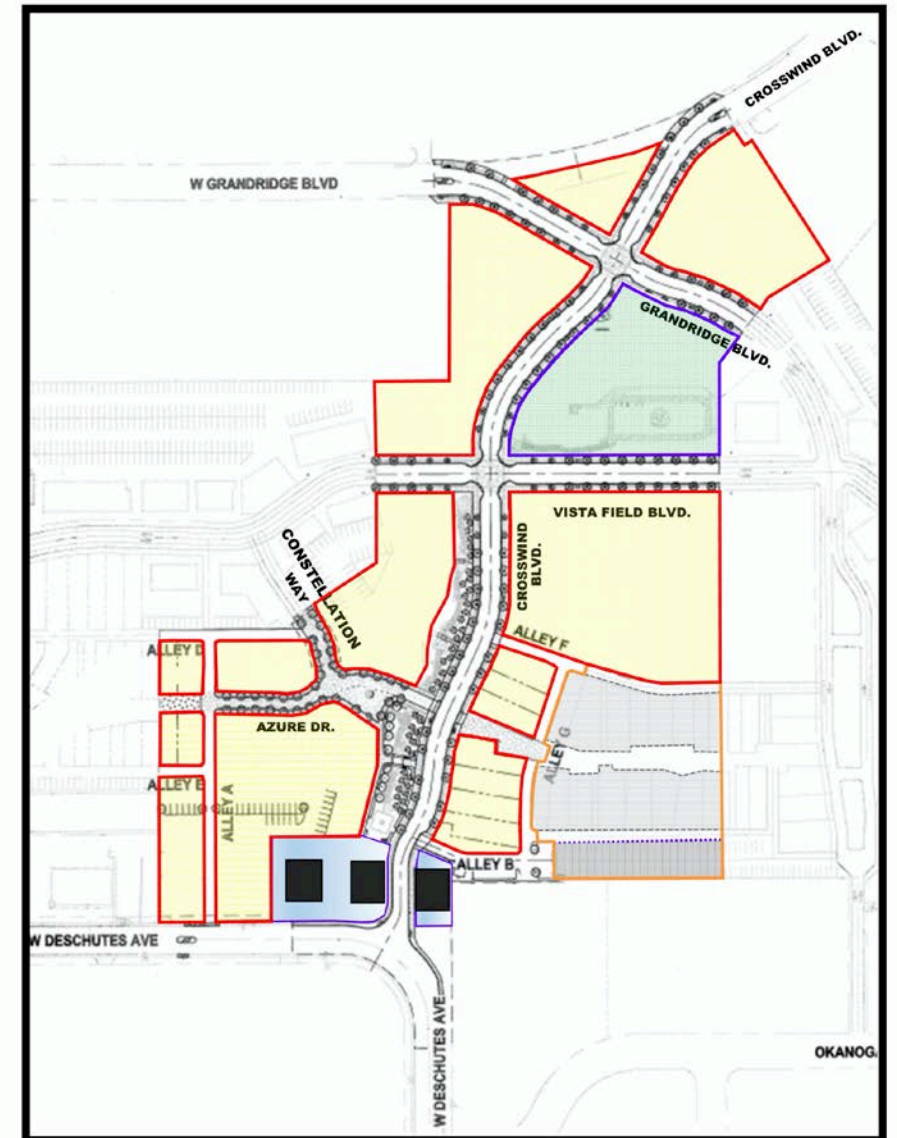 CROSSWIND BLVD.
W GRANDRIDGE BLVD
GRANDRIDGE BLVD.
VISTA FIELD BLVD.
CROSSWIND
BLVD.
CONSTELLATION
WAY
ALLEY F
ALLEY D
AZURE DR.
ALLEY G
ALLEY E
ALLEY A
ALLEY B
W DESCHUTES AVE
W DESCHUTES AVE
OKANOG